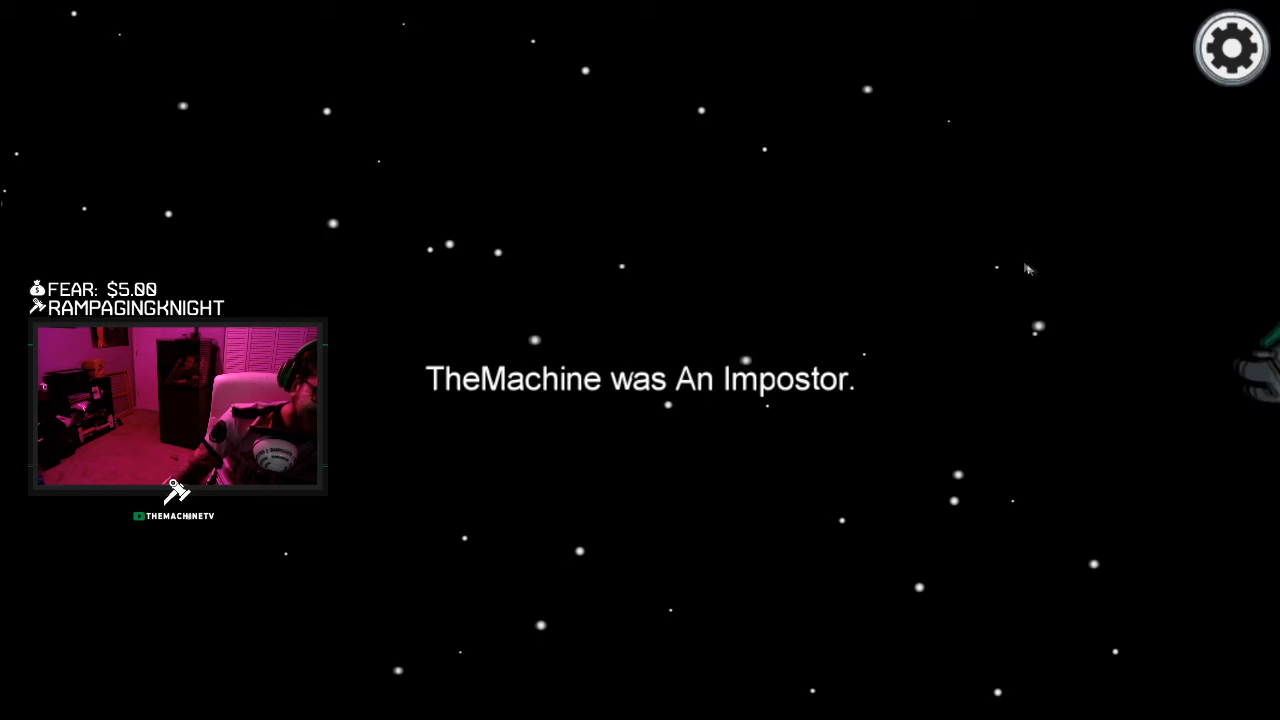 FEAR: $5.00
RAMPAGINGKNIGHT
TheMachine was An Impostor.
THEMACHINETV